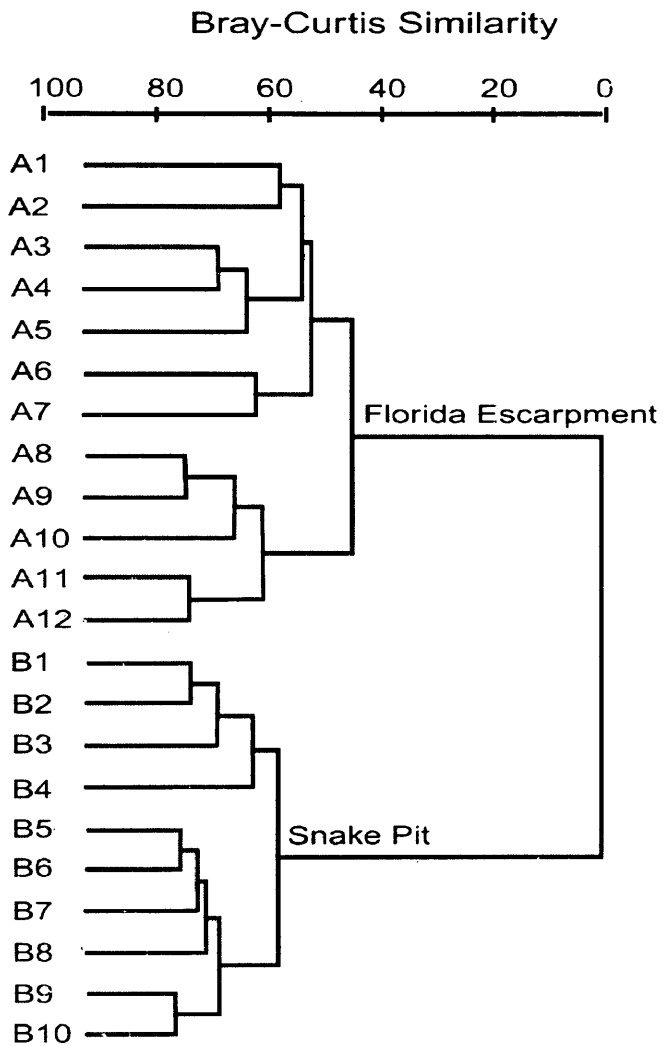 Bray-Curtis Similarity
100 80 60 40 20 0
A1
A2
A3
A4
A5
A6
A7
Florida Escarpment
A8
A9
A10
A11
A12
B1
B2
B3
B4
B5
Snake Pit
B6
B7
B8
B9
B10